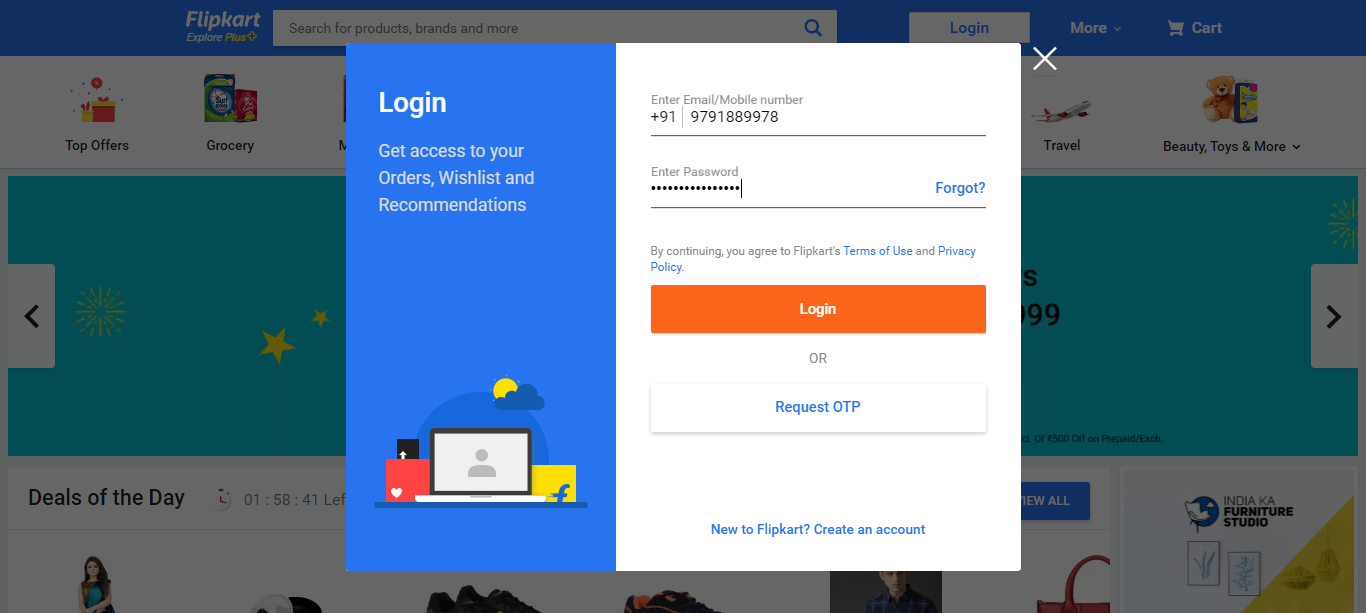 Flipkart
Explore Plus
Search for products, brands and more
Login
More
Cart
Top Offers
Grocery
M
Travel
Beauty, Toys & More
Login
Get access to your
Orders, Wishlist and
Recommendations
Enter Email/Mobile number
+91 9791889978
Enter Password
••••••••••••••••
Forgot?
By continuing, you agree to Flipkart's Terms of Use and Privacy
Policy.
Login
OR
Request OTP
New to Flipkart? Create an account
Of ₹500 Off on Prepaid/Exch.
Deals of the Day
01 : 58 : 41
VIEW ALL
INDIA KA
FURNITURE
STUDIO